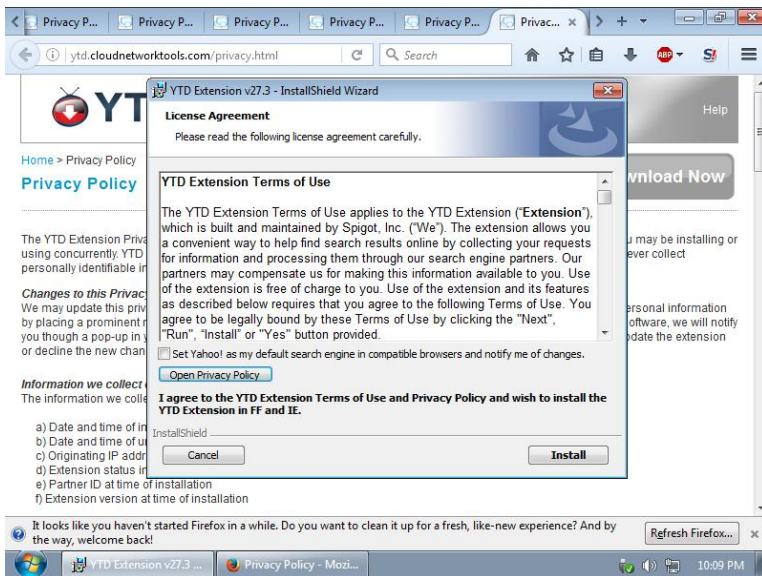 Privacy P... Privacy P... Privacy P... Privacy P... Privacy P... Privac...
ytd.cloudnetworktools.com/privacy.html
Search
ABP
S!
YT
Help
Home > Privacy Policy
Privacy Policy
wnload Now
The YTD Extension Priva
u may be installing or
using concurrently. YTD
ever collect
personally identifiable in
Changes to this Privac
We may update this priv
ersonal information
by placing a prominent
oftware, we will notify
you though a pop-up in y
pdate the extension
or decline the new chan
Information we collect
The information we colle
a) Date and time of in
b) Date and time of u
c) Originating IP addr
d) Extension status in
e) Partner ID at time of installation
f) Extension version at time of installation
YTD Extension v27.3 - InstallShield Wizard
License Agreement
Please read the following license agreement carefully.
YTD Extension Terms of Use
The YTD Extension Terms of Use applies to the YTD Extension (“Extension”),
which is built and maintained by Spigot, Inc. (“We”). The extension allows you
a convenient way to help find search results online by collecting your requests
for information and processing them through our search engine partners. Our
partners may compensate us for making this information available to you. Use
of the extension is free of charge to you. Use of the extension and its features
as described below requires that you agree to the following Terms of Use. You
agree to be legally bound by these Terms of Use by clicking the "Next",
"Run", “Install” or "Yes" button provided.
Set Yahoo! as my default search engine in compatible browsers and notify me of changes.
Open Privacy Policy
I agree to the YTD Extension Terms of Use and Privacy Policy and wish to install the
YTD Extension in FF and IE.
InstallShield
Cancel
Install
It looks like you haven't started Firefox in a while. Do you want to clean it up for a fresh, like-new experience? And by
the way, welcome back!
Refresh Firefox...
YTD Extension v27.3 ...
Privacy Policy - Mozi...
10:09 PM